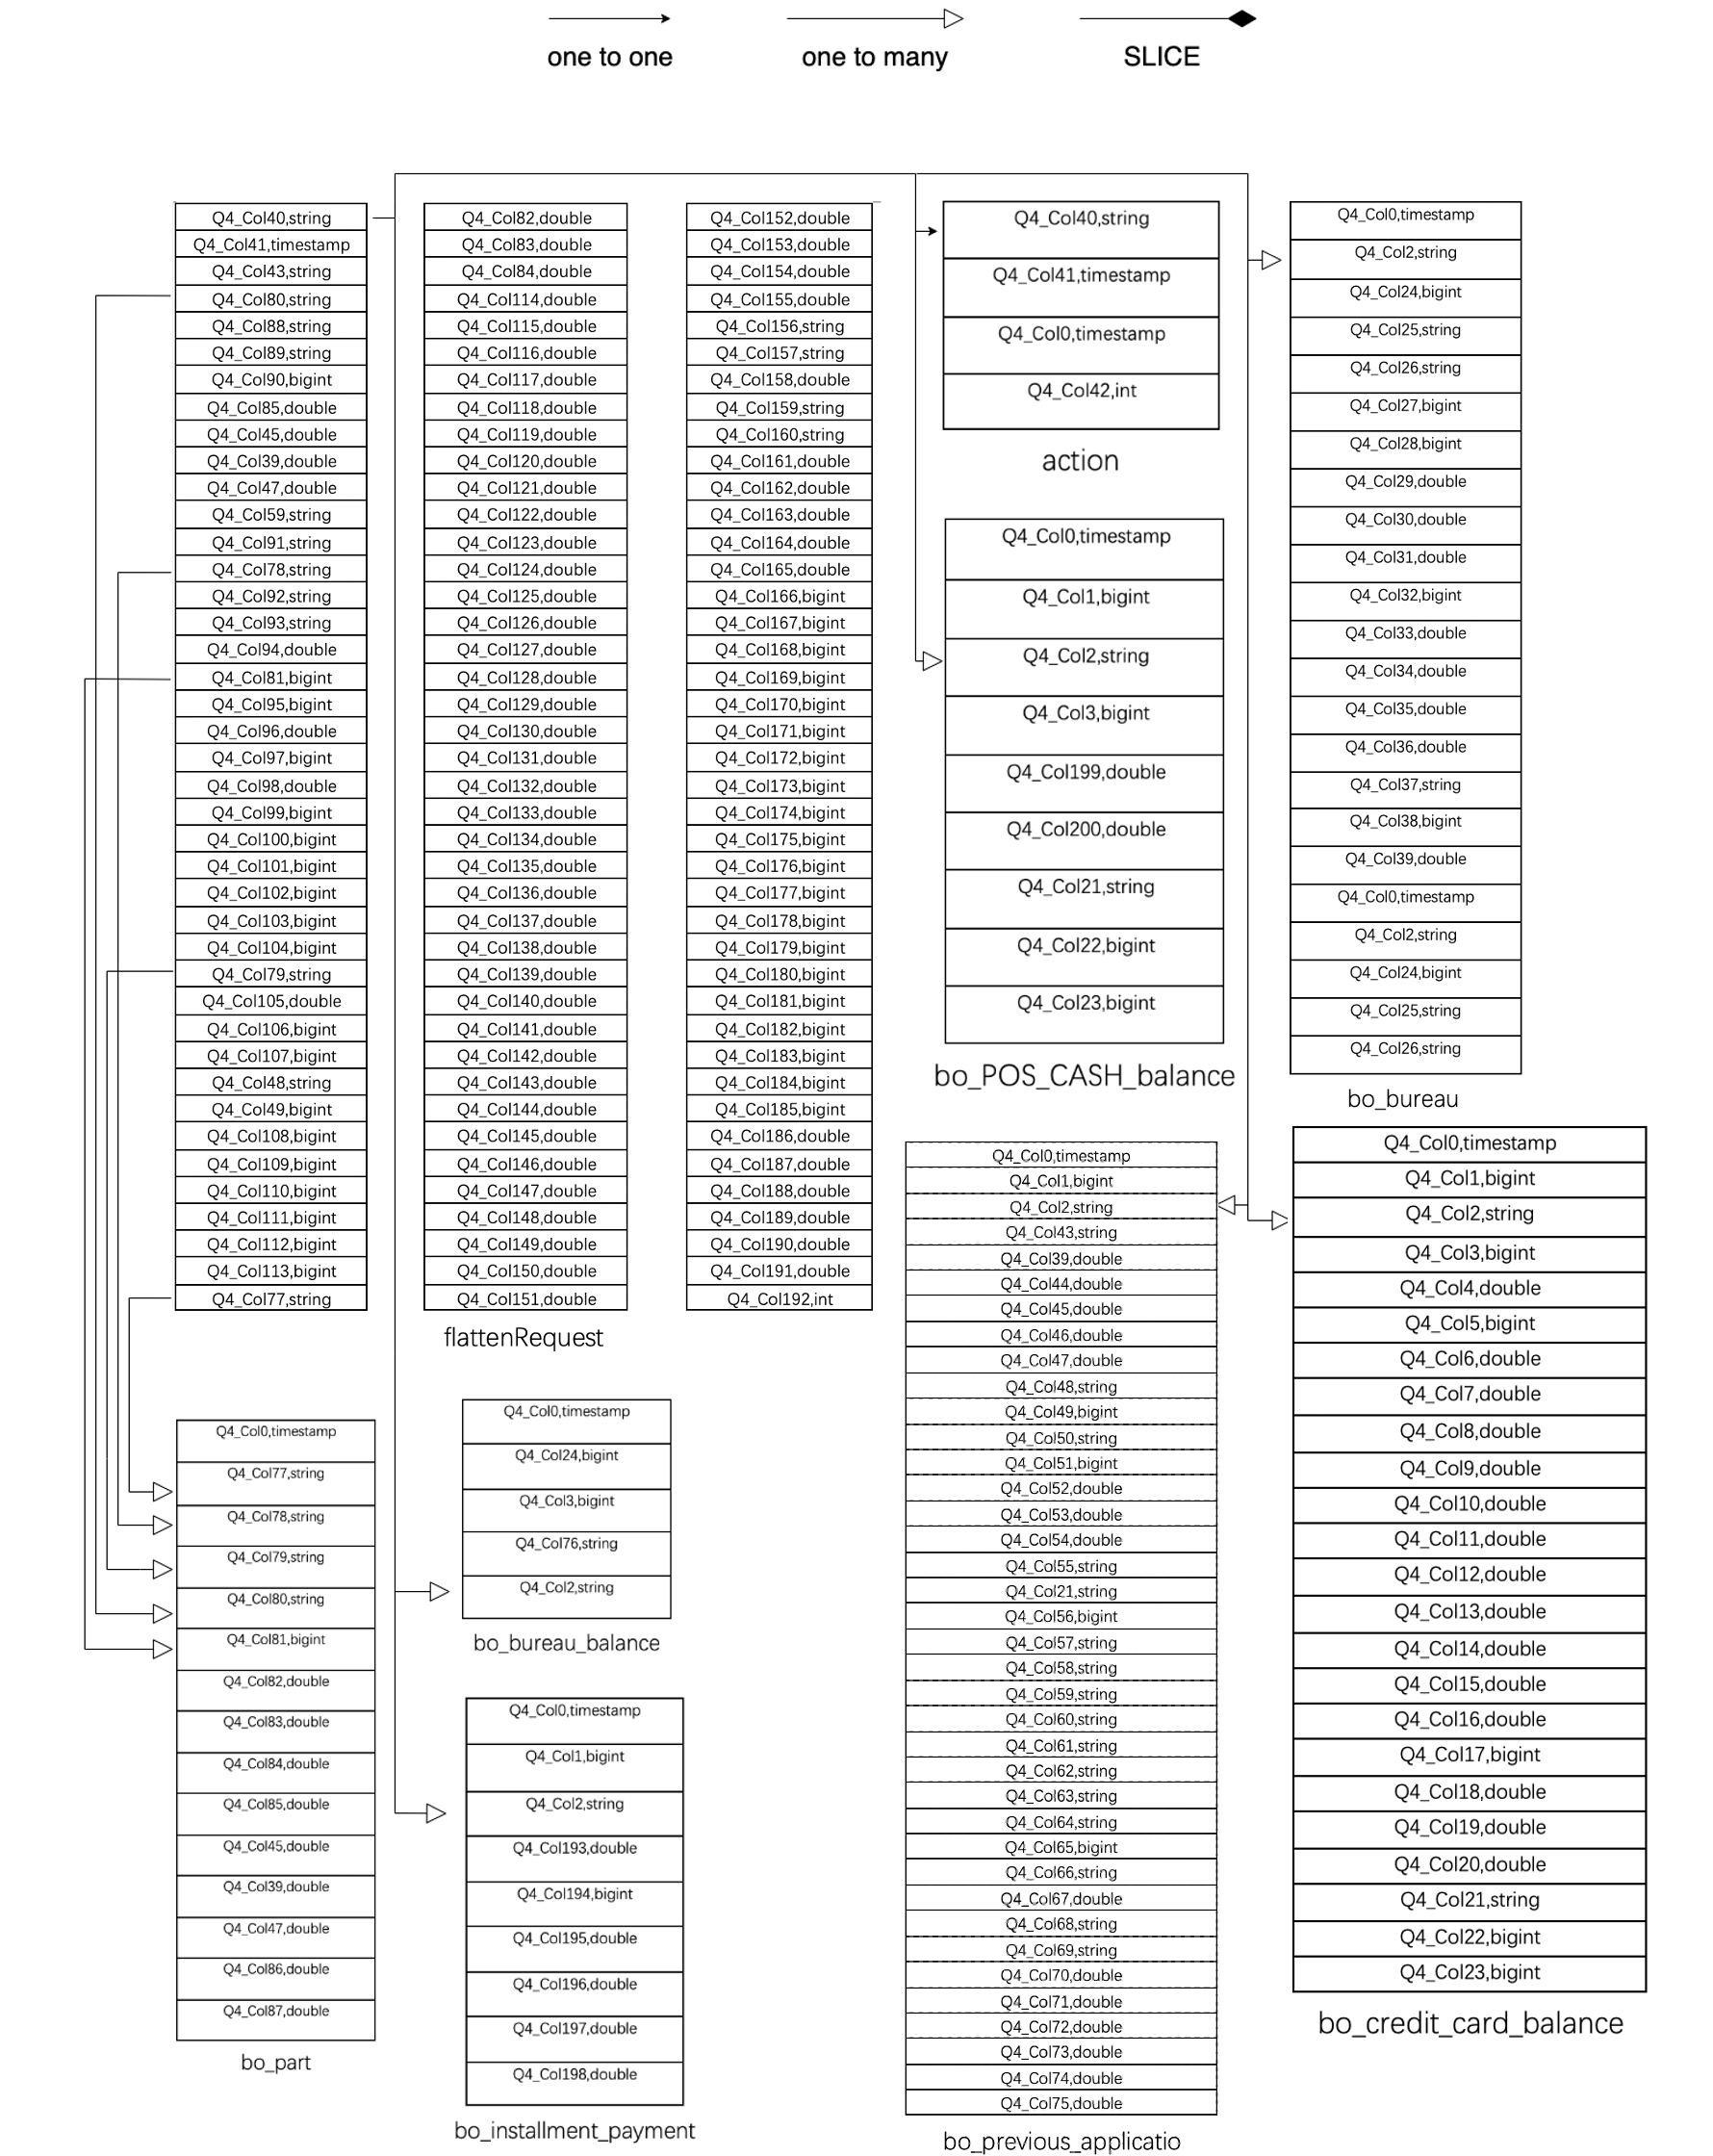 one to one
one to many
SLICE
Q4_Col40,string
Q4_Col41,timestamp
Q4_Col43,string
Q4_Col80,string
Q4_Col88,string
Q4_Col89,string
Q4_Col90,bigint
Q4_Col85,double
Q4_Col45,double
Q4_Col39,double
Q4_Col47,double
Q4_Col59,string
Q4_Col91,string
Q4_Col78,string
Q4_Col92,string
Q4_Col93,string
Q4_Col94,double
Q4_Col81,bigint
Q4_Col95,bigint
Q4_Col96,double
Q4_Col97,bigint
Q4_Col98,double
Q4_Col99,bigint
Q4_Col100,bigint
Q4_Col101,bigint
Q4_Col102,bigint
Q4_Col103,bigint
Q4_Col104,bigint
Q4_Col79,string
Q4_Col105,double
Q4_Col106,bigint
Q4_Col107,bigint
Q4_Col48,string
Q4_Col49,bigint
Q4_Col108,bigint
Q4_Col109,bigint
Q4_Col110,bigint
Q4_Col111,bigint
Q4_Col112,bigint
Q4_Col113,bigint
Q4_Col77,string
Q4_Col82,double
Q4_Col83,double
Q4_Col84,double
Q4_Col114,double
Q4_Col115,double
Q4_Col116,double
Q4_Col117,double
Q4_Col118,double
Q4_Col119,double
Q4_Col120,double
Q4_Col121,double
Q4_Col122,double
Q4_Col123,double
Q4_Col124,double
Q4_Col125,double
Q4_Col126,double
Q4_Col127,double
Q4_Col128,double
Q4_Col129,double
Q4_Col130,double
Q4_Col131,double
Q4_Col132,double
Q4_Col133,double
Q4_Col134,double
Q4_Col135,double
Q4_Col136,double
Q4_Col137,double
Q4_Col138,double
Q4_Col139,double
Q4_Col140,double
Q4_Col141,double
Q4_Col142,double
Q4_Col143,double
Q4_Col144,double
Q4_Col145,double
Q4_Col146,double
Q4_Col147,double
Q4_Col148,double
Q4_Col149,double
Q4_Col150,double
Q4_Col151,double
Q4_Col152,double
Q4_Col153,double
Q4_Col154,double
Q4_Col155,double
Q4_Col156,string
Q4_Col157,string
Q4_Col158,double
Q4_Col159,string
Q4_Col160,string
Q4_Col161,double
Q4_Col162,double
Q4_Col163,double
Q4_Col164,double
Q4_Col165,double
Q4_Col166,bigint
Q4_Col167,bigint
Q4_Col168,bigint
Q4_Col169,bigint
Q4_Col170,bigint
Q4_Col171,bigint
Q4_Col172,bigint
Q4_Col173,bigint
Q4_Col174,bigint
Q4_Col175,bigint
Q4_Col176,bigint
Q4_Col177,bigint
Q4_Col178,bigint
Q4_Col179,bigint
Q4_Col180,bigint
Q4_Col181,bigint
Q4_Col182,bigint
Q4_Col183,bigint
Q4_Col184,bigint
Q4_Col185,bigint
Q4_Col186,double
Q4_Col187,double
Q4_Col188,double
Q4_Col189,double
Q4_Col190,double
Q4_Col191,double
Q4_Col192,int
flattenRequest
Q4_Col40,string
Q4_Col41,timestamp
Q4_Col0,timestamp
Q4_Col42,int
action
Q4_Col0,timestamp
Q4_Col1,bigint
Q4_Col2,string
Q4_Col3,bigint
Q4_Col199,double
Q4_Col200,double
Q4_Col21,string
Q4_Col22,bigint
Q4_Col23,bigint
bo_POS_CASH_balance
Q4_Col0,timestamp
Q4_Col2,string
Q4_Col24,bigint
Q4_Col25,string
Q4_Col26,string
Q4_Col27,bigint
Q4_Col28,bigint
Q4_Col29,double
Q4_Col30,double
Q4_Col31,double
Q4_Col32,bigint
Q4_Col33,double
Q4_Col34,double
Q4_Col35,double
Q4_Col36,double
Q4_Col37,string
Q4_Col38,bigint
Q4_Col39,double
Q4_Col0,timestamp
Q4_Col2,string
Q4_Col24,bigint
Q4_Col25,string
Q4_Col26,string
bo_bureau
Q4_Col0,timestamp
Q4_Col77,string
Q4_Col78,string
Q4_Col79,string
Q4_Col80,string
Q4_Col81,bigint
Q4_Col82,double
Q4_Col83,double
Q4_Col84,double
Q4_Col85,double
Q4_Col45,double
Q4_Col39,double
Q4_Col47,double
Q4_Col86,double
Q4_Col87,double
bo_part
Q4_Col0,timestamp
Q4_Col24,bigint
Q4_Col3,bigint
Q4_Col76,string
Q4_Col2,string
bo_bureau_balance
Q4_Col0,timestamp
Q4_Col1,bigint
Q4_Col2,string
Q4_Col193,double
Q4_Col194,bigint
Q4_Col195,double
Q4_Col196,double
Q4_Col197,double
Q4_Col198,double
bo_installment_payment
Q4_Col0,timestamp
Q4_Col1,bigint
Q4_Col2,string
Q4_Col43,string
Q4_Col39,double
Q4_Col44,double
Q4_Col45,double
Q4_Col46,double
Q4_Col47,double
Q4_Col48,string
Q4_Col49,bigint
Q4_Col50,string
Q4_Col51,bigint
Q4_Col52,double
Q4_Col53,double
Q4_Col54,double
Q4_Col55,string
Q4_Col21,string
Q4_Col56,bigint
Q4_Col57,string
Q4_Col58,string
Q4_Col59,string
Q4_Col60,string
Q4_Col61,string
Q4_Col62,string
Q4_Col63,string
Q4_Col64,string
Q4_Col65,bigint
Q4_Col66,string
Q4_Col67,double
Q4_Col68,string
Q4_Col69,string
Q4_Col70,double
Q4_Col71,double
Q4_Col72,double
Q4_Col73,double
Q4_Col74,double
Q4_Col75,double
bo_previous_applicatio
Q4_Col0,timestamp
Q4_Col1,bigint
Q4_Col2,string
Q4_Col3,bigint
Q4_Col4,double
Q4_Col5,bigint
Q4_Col6,double
Q4_Col7,double
Q4_Col8,double
Q4_Col9,double
Q4_Col10,double
Q4_Col11,double
Q4_Col12,double
Q4_Col13,double
Q4_Col14,double
Q4_Col15,double
Q4_Col16,double
Q4_Col17,bigint
Q4_Col18,double
Q4_Col19,double
Q4_Col20,double
Q4_Col21,string
Q4_Col22,bigint
Q4_Col23,bigint
bo_credit_card_balance